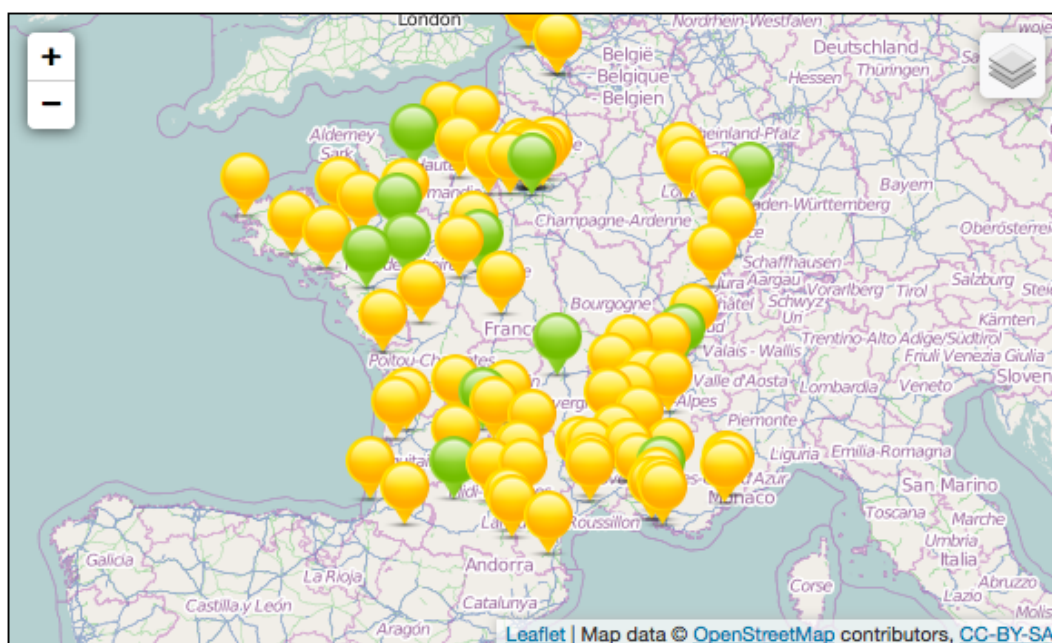 London
Nordrhein-Westfalen
België
Belgique
Belgien
Deutschland
Hessen
Thüringen
Alderney
Sark
Rheinland-Pfalz
Bayern
Champagne-Ardenne
Baden-Württemberg
Oberösterreich
Schaffhausen
Jura
Aargau
Salzburg
Bourgogne
Schwyz
Vorarlberg
Tirol
Uri
Kärnten
France
Poitou-Charentes
Trentino-Alto Adige/Südtirol
Valais - Wallis
Friuli Venezia Giulia
Valle d'Aosta
Lombardia
Veneto
Piemonte
Liguria
Emilia-Romagna
Monaco
San Marino
Toscana
Marche
Umbria
Italia
Roussillon
Galicia
La Rioja
Andorra
Corse
Abruzzo
Lazio
Castilla y León
Catalunya
Aragón
+
−
Leaflet | Map data © OpenStreetMap contributors, CC-BY-SA